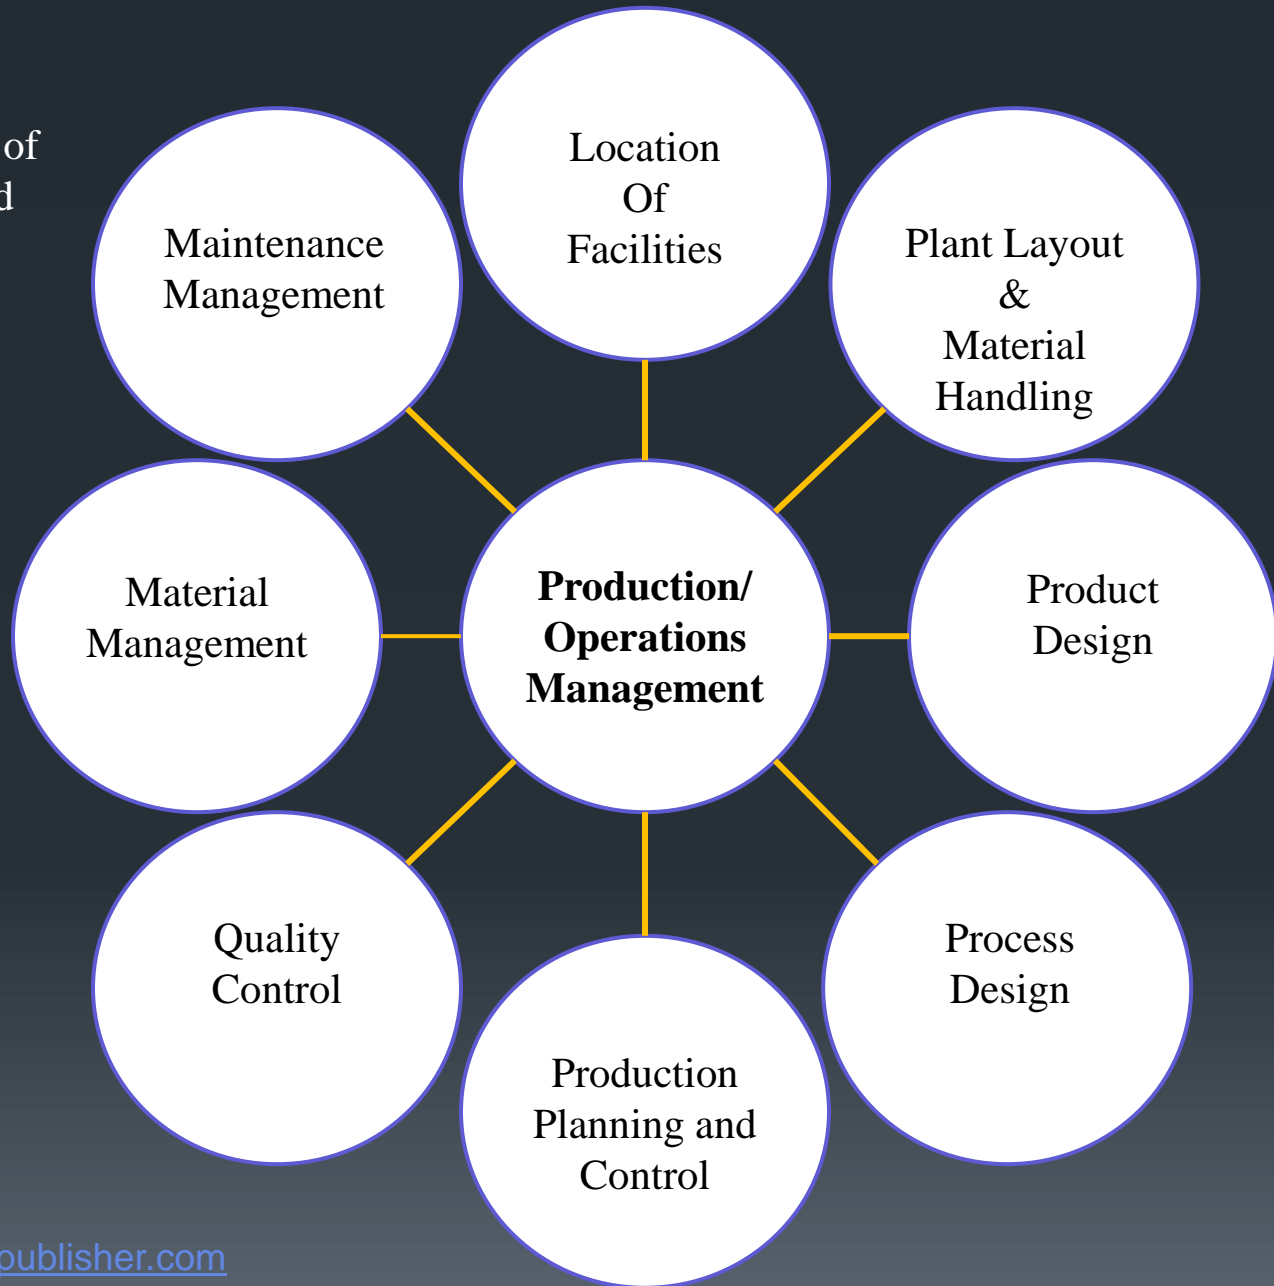 of
Location
Of
Facilities
Maintenance
Management
Plant Layout
&
Material
Handling
Material
Management
Production/
Operations
Management
Product
Design
Quality
Control
Process
Design
Production
Planning and
Control
publisher.com